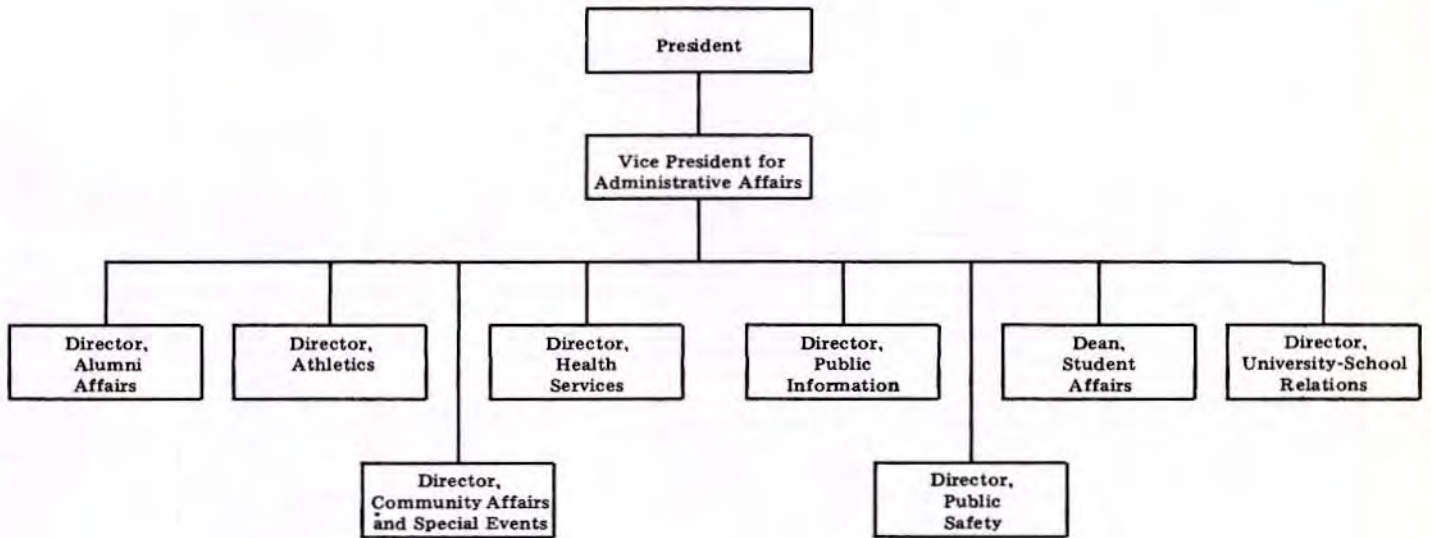 President
Vice President for
Administrative Affairs
Director,
Alumni
Affairs
Director,
Athletics
Director,
Health
Services
Director,
Public
Information
Dean,
Student
Affairs
Director,
University-School
Relations
Director,
Community Affairs
and Special Events
Director,
Public
Safety